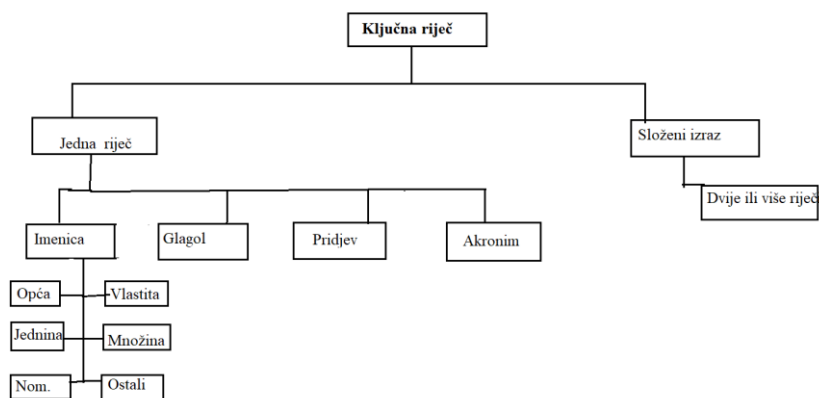 Ključna riječ
Jedna riječ
Složeni izraz
Dvije ili više riječ
Imenica
Glagol
Pridjev
Akronim
Opća
Vlastita
Jednina
Množina
Nom.
Ostali